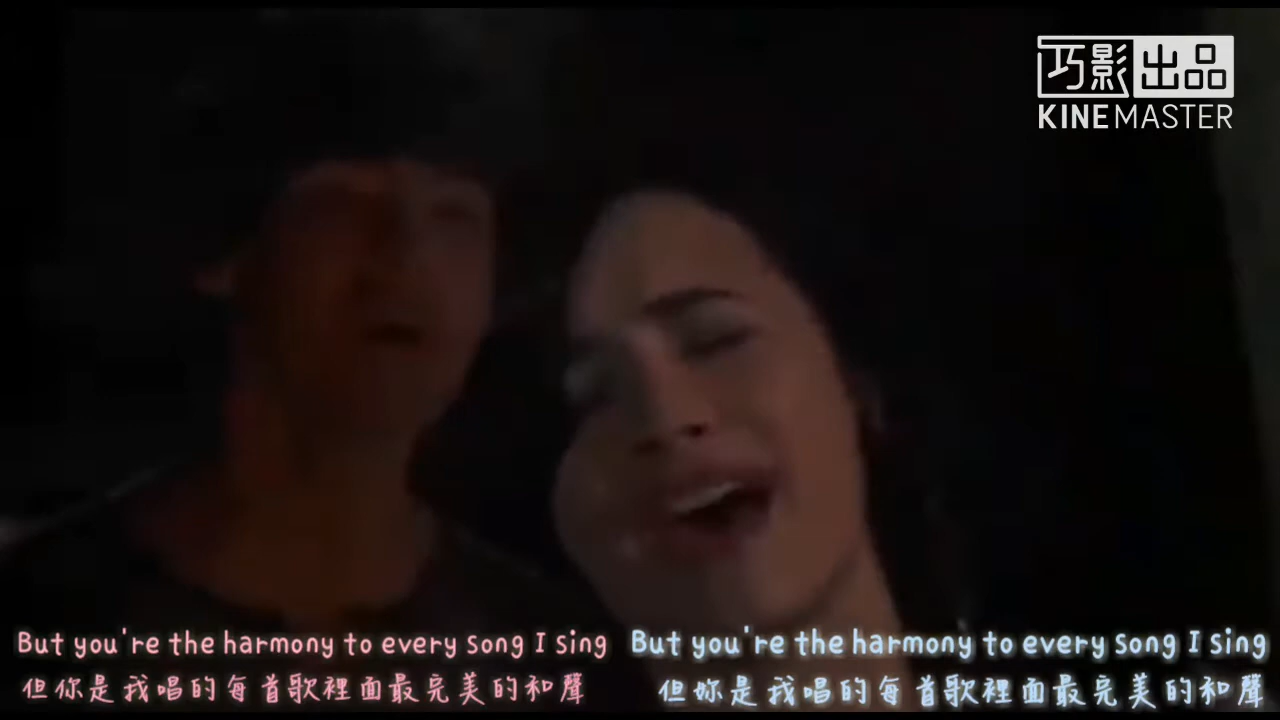 巧影出品
KINEMASTER
But you're the harmony to every song I sing
但你是我唱的每首歌裡面最完美的和聲
But you're the harmony to every song I sing
但妳是我唱的每首歌裡面最完美的和聲